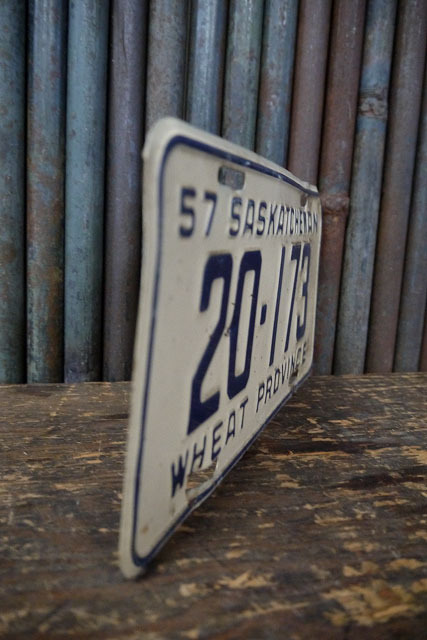 57 SASKATCHEWAN
20-173
WHEAT PROVINCE